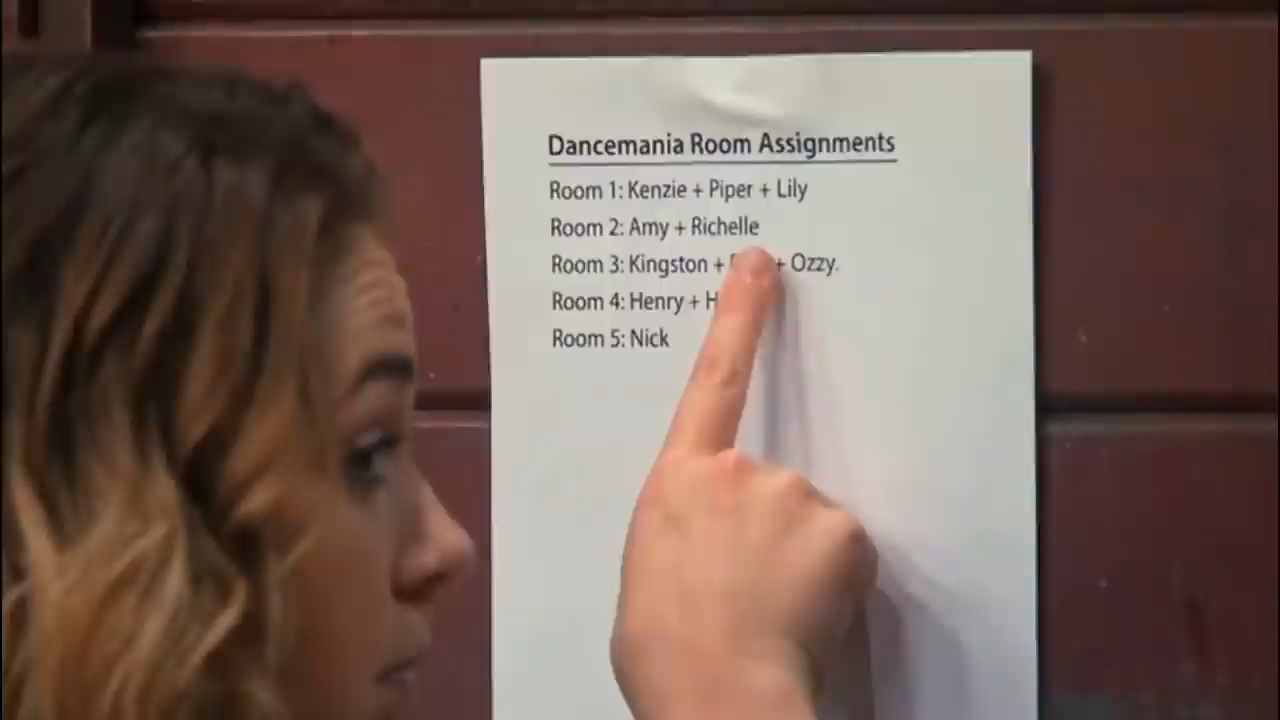 Dancemania Room Assignments
Room 1: Kenzie + Piper + Lily
Room 2: Amy + Richelle
Room 3: Kingston + + Ozzy.
Room 4: Henry +
Room 5: Nick